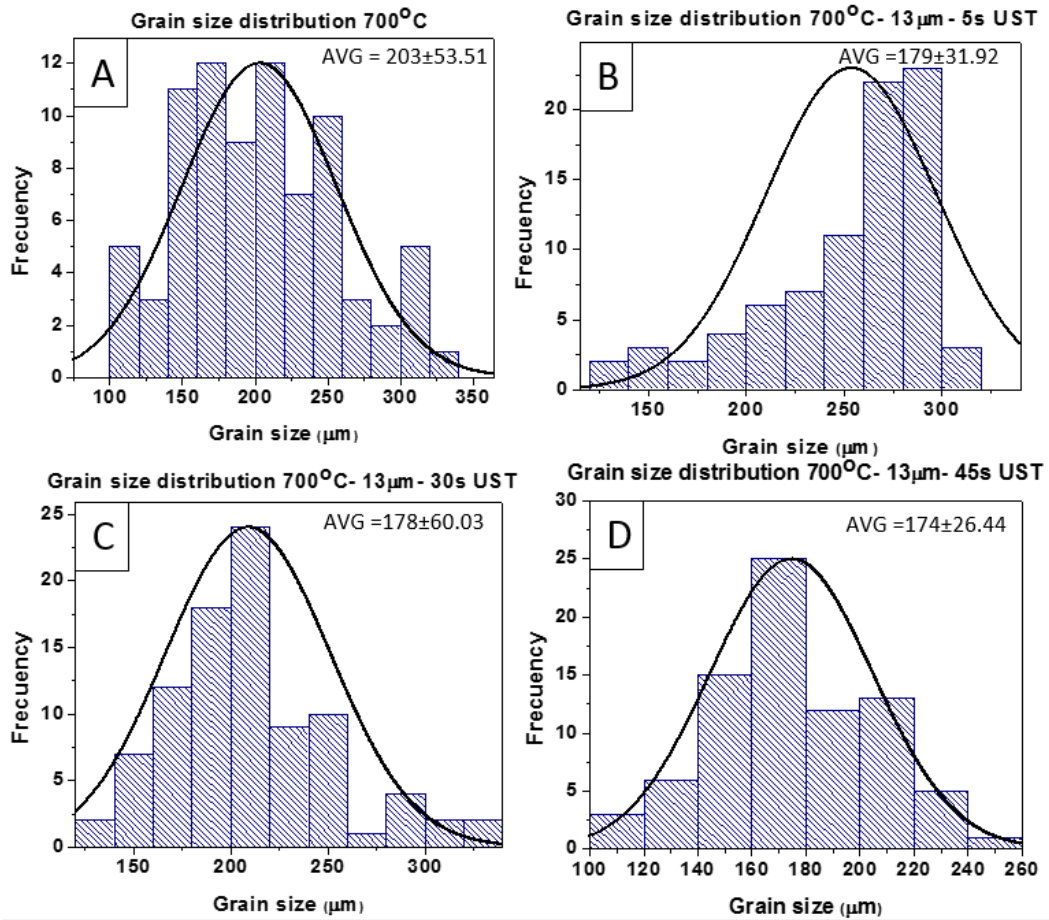 Grain size distribution 700°C
A
AVG = 203±53.51
Frecuency
12
10
8
6
4
2
0
100 150 200 250 300 350
Grain size (μm)
Grain size distribution 700°C- 13μm - 5s UST
B
AVG =179±31.92
Frecuency
20
15
10
5
0
150 200 250 300
Grain size (μm)
Grain size distribution 700°C- 13μm- 30s UST
C
AVG =178±60.03
Frecuency
25
20
15
10
5
0
150 200 250 300
Grain size (μm)
Grain size distribution 700°C- 13μm- 45s UST
D
AVG =174±26.44
Frecuency
30
25
20
15
10
5
0
100 120 140 160 180 200 220 240 260
Grain size (μm)